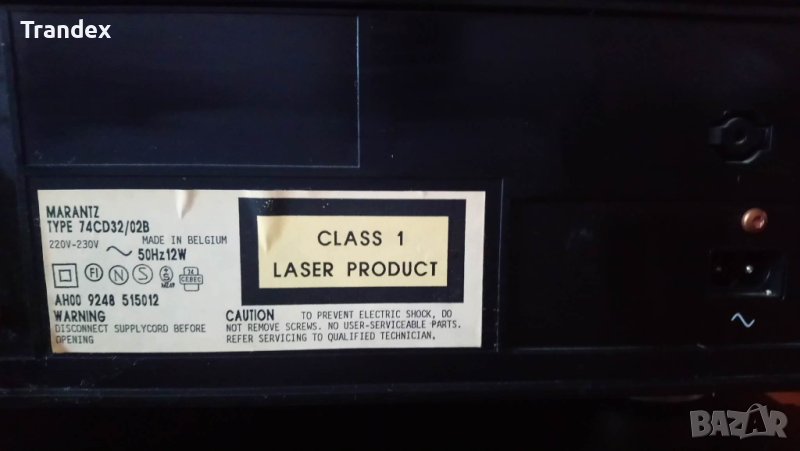 Trandex
MARANTZ
TYPE 74CD32/02B
MADE IN BELGIUM
220V-230V ~ 50Hz12W
FI N S CEBEC
AH00 9248 515012
WARNING
DISCONNECT SUPPLYCORD BEFORE
OPENING
CLASS 1
LASER PRODUCT
CAUTION TO PREVENT ELECTRIC SHOCK, DO
NOT REMOVE SCREWS. NO USER-SERVICEABLE PARTS.
REFER SERVICING TO QUALIFIED TECHNICIAN.
~
BAZAR